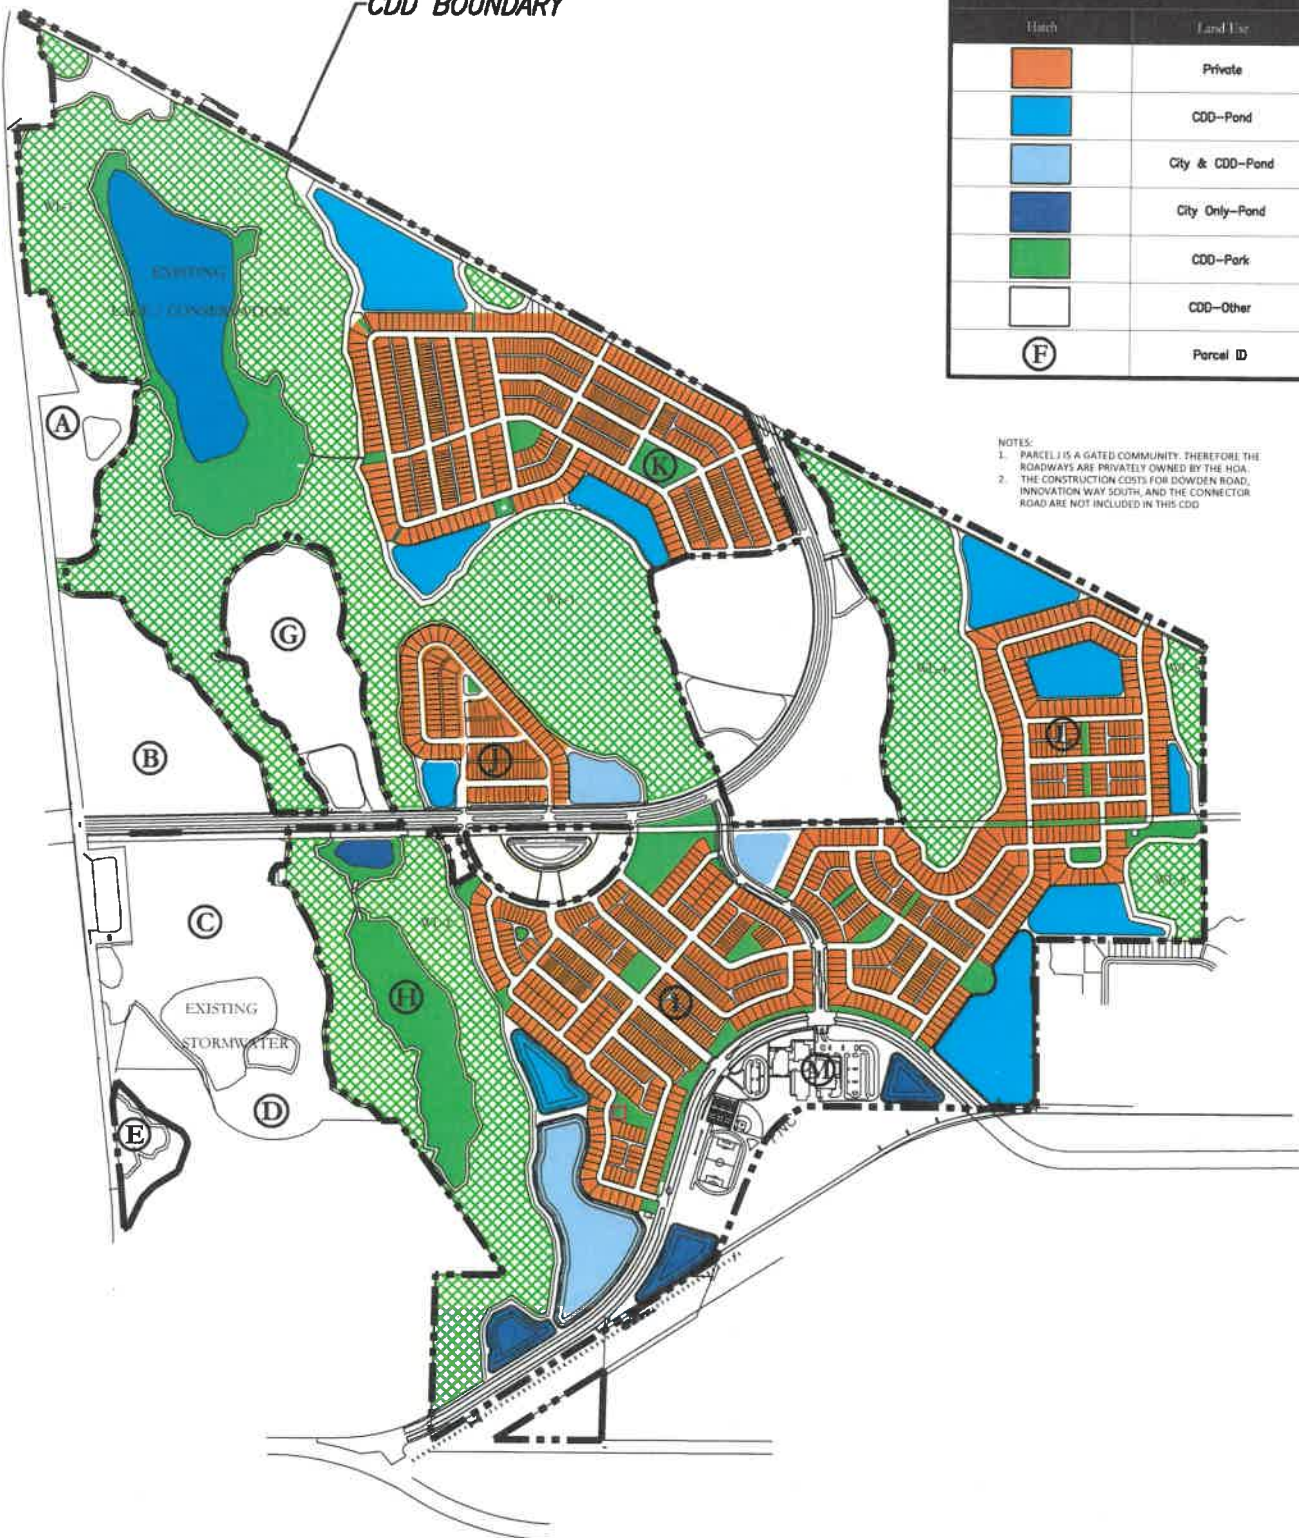 CDD BOUNDARY
Hatch Land Use
Private
CDD-Pond
City & CDD-Pond
City Only-Pond
CDD-Park
CDD-Other
F Parcel ID
NOTES:
1. PARCEL J IS A GATED COMMUNITY. THEREFORE THE
ROADWAYS ARE PRIVATELY OWNED BY THE HOA.
2. THE CONSTRUCTION COSTS FOR DOWDEN ROAD,
INNOVATION WAY SOUTH, AND THE CONNECTOR
ROAD ARE NOT INCLUDED IN THIS CDD
EXISTING
LAKE / CONSERVATION
A
K
G
B
J
L
C
H
I
EXISTING
STORMWATER
M
D
E